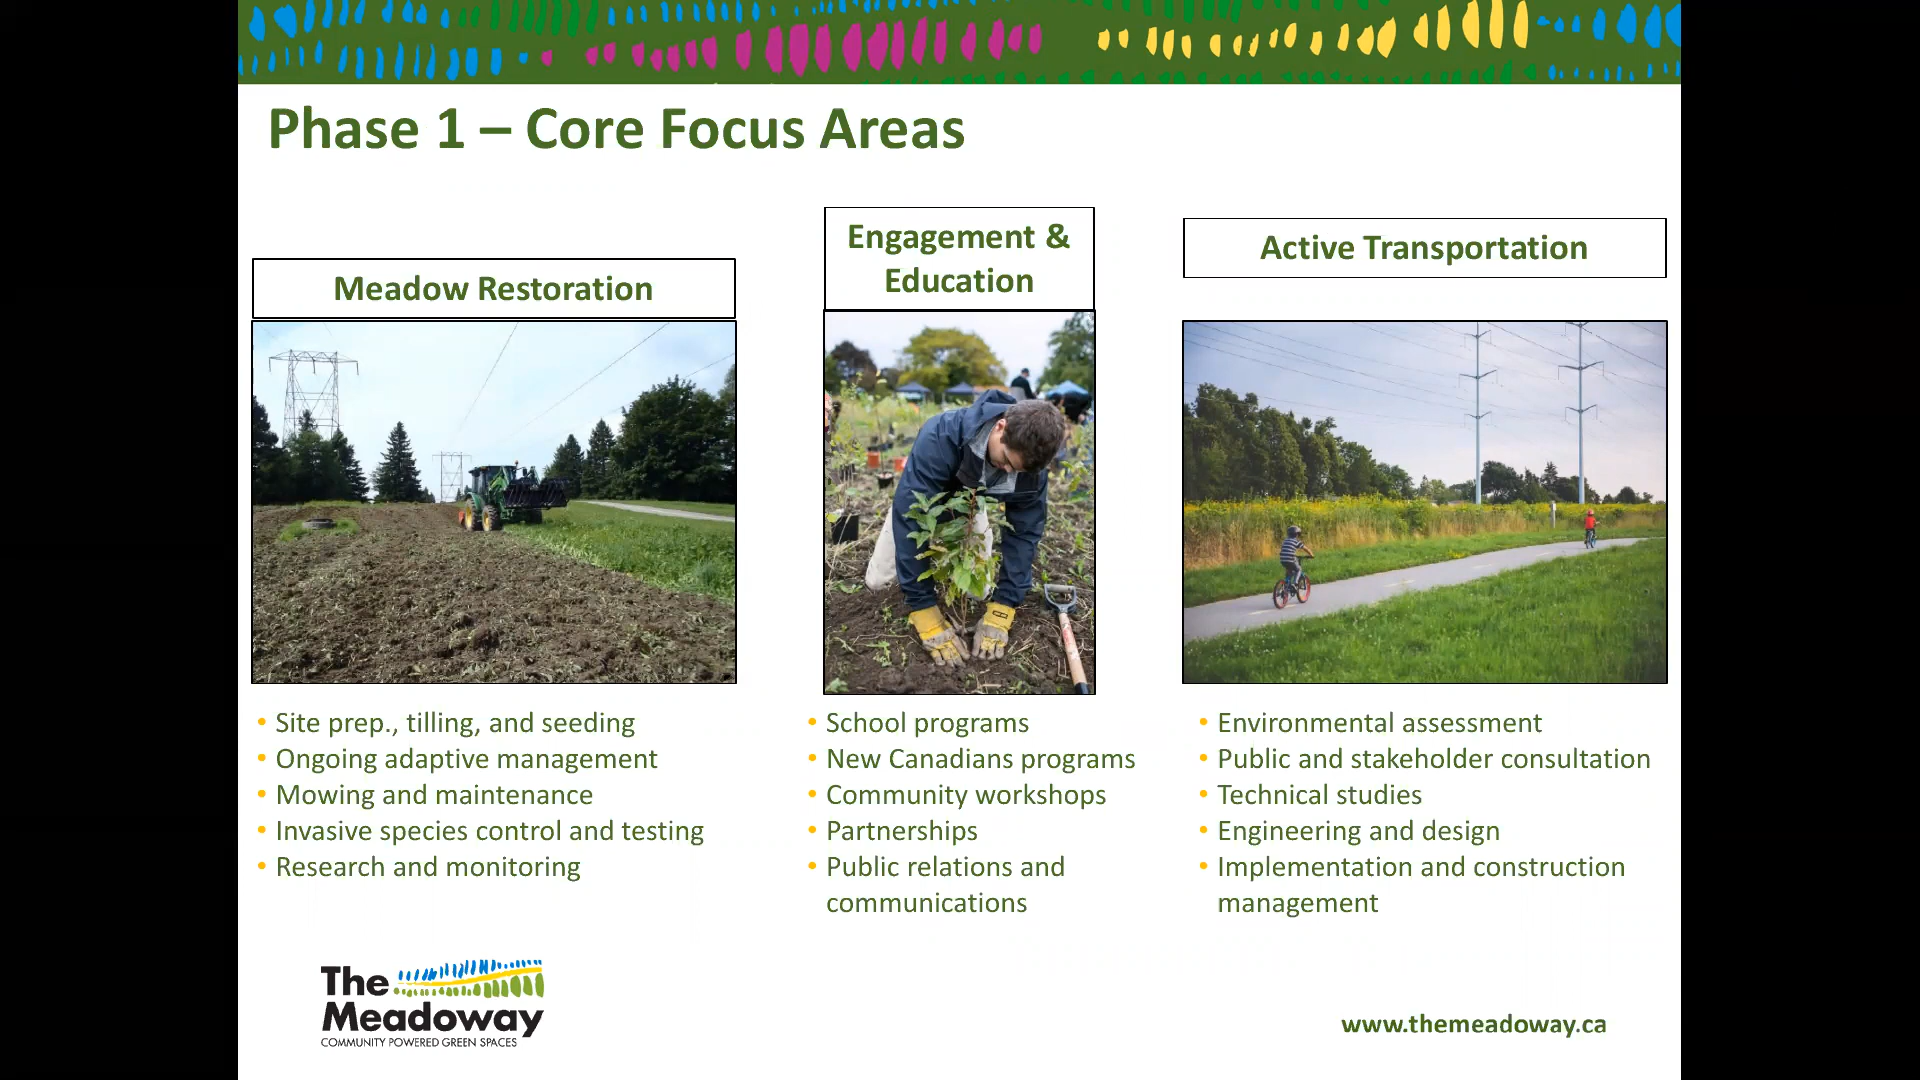 Phase 1 – Core Focus Areas
Meadow Restoration
Site prep., tilling, and seeding
Ongoing adaptive management
Mowing and maintenance
Invasive species control and testing
Research and monitoring
Engagement &
Education
School programs
New Canadians programs
Community workshops
Partnerships
Public relations and
communications
Active Transportation
Environmental assessment
Public and stakeholder consultation
Technical studies
Engineering and design
Implementation and construction
management
The
Meadoway
COMMUNITY POWERED GREEN SPACES
www.themeadoway.ca